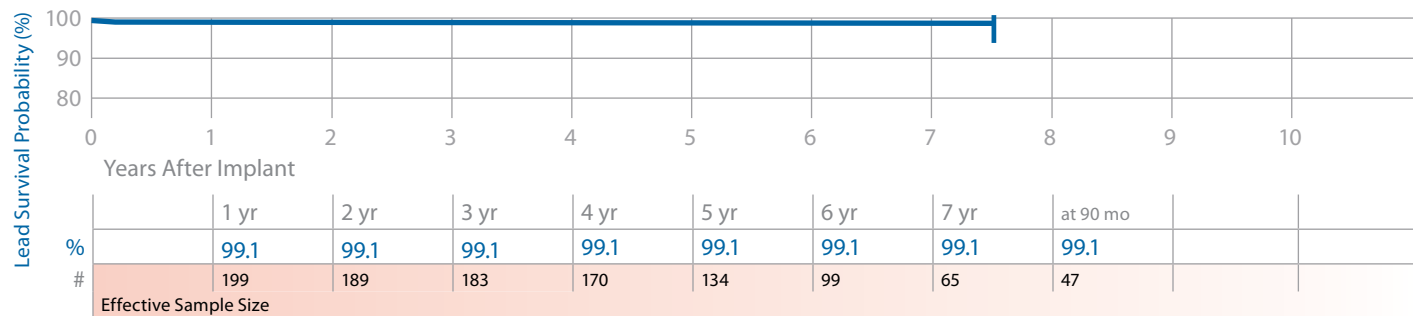 Lead Survival Probability (%)
100
90
80
0 1 2 3 4 5 6 7 8 9 10
Years After Implant
1 yr 2 yr 3 yr 4 yr 5 yr 6 yr 7 yr at 90 mo
% 99.1 99.1 99.1 99.1 99.1 99.1 99.1 99.1
# 199 189 183 170 134 99 65 47
Effective Sample Size